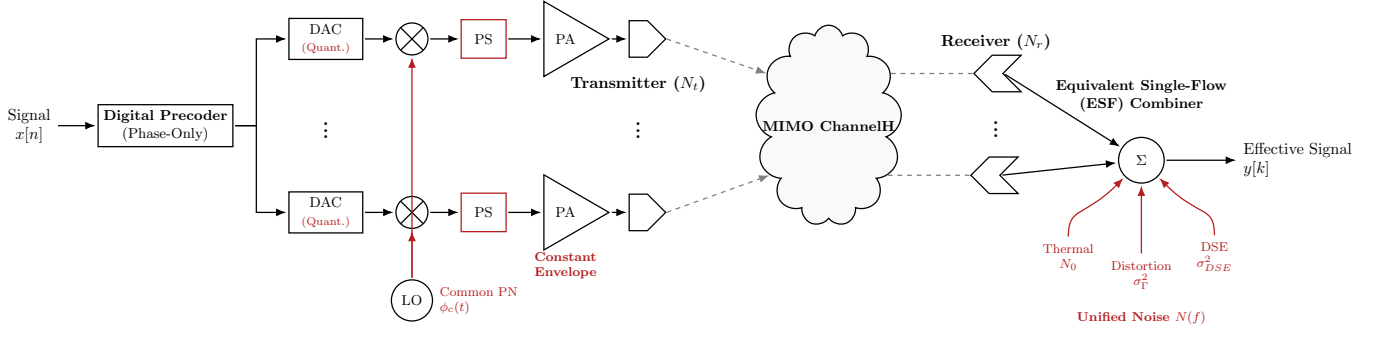 Signal
x[n]
Digital Precoder
(Phase-Only)
DAC
(Quant.)
PS
PA
Transmitter (N_t)
⋮
⋮
DAC
(Quant.)
PS
PA
Constant
Envelope
LO
Common PN
ϕ_c(t)
MIMO ChannelH
Receiver (N_r)
⋮
Equivalent Single-Flow
(ESF) Combiner
Σ
Effective Signal
y[k]
Thermal
N_0
Distortion
σ_Γ^2
DSE
σ_{DSE}^2
Unified Noise N(f)